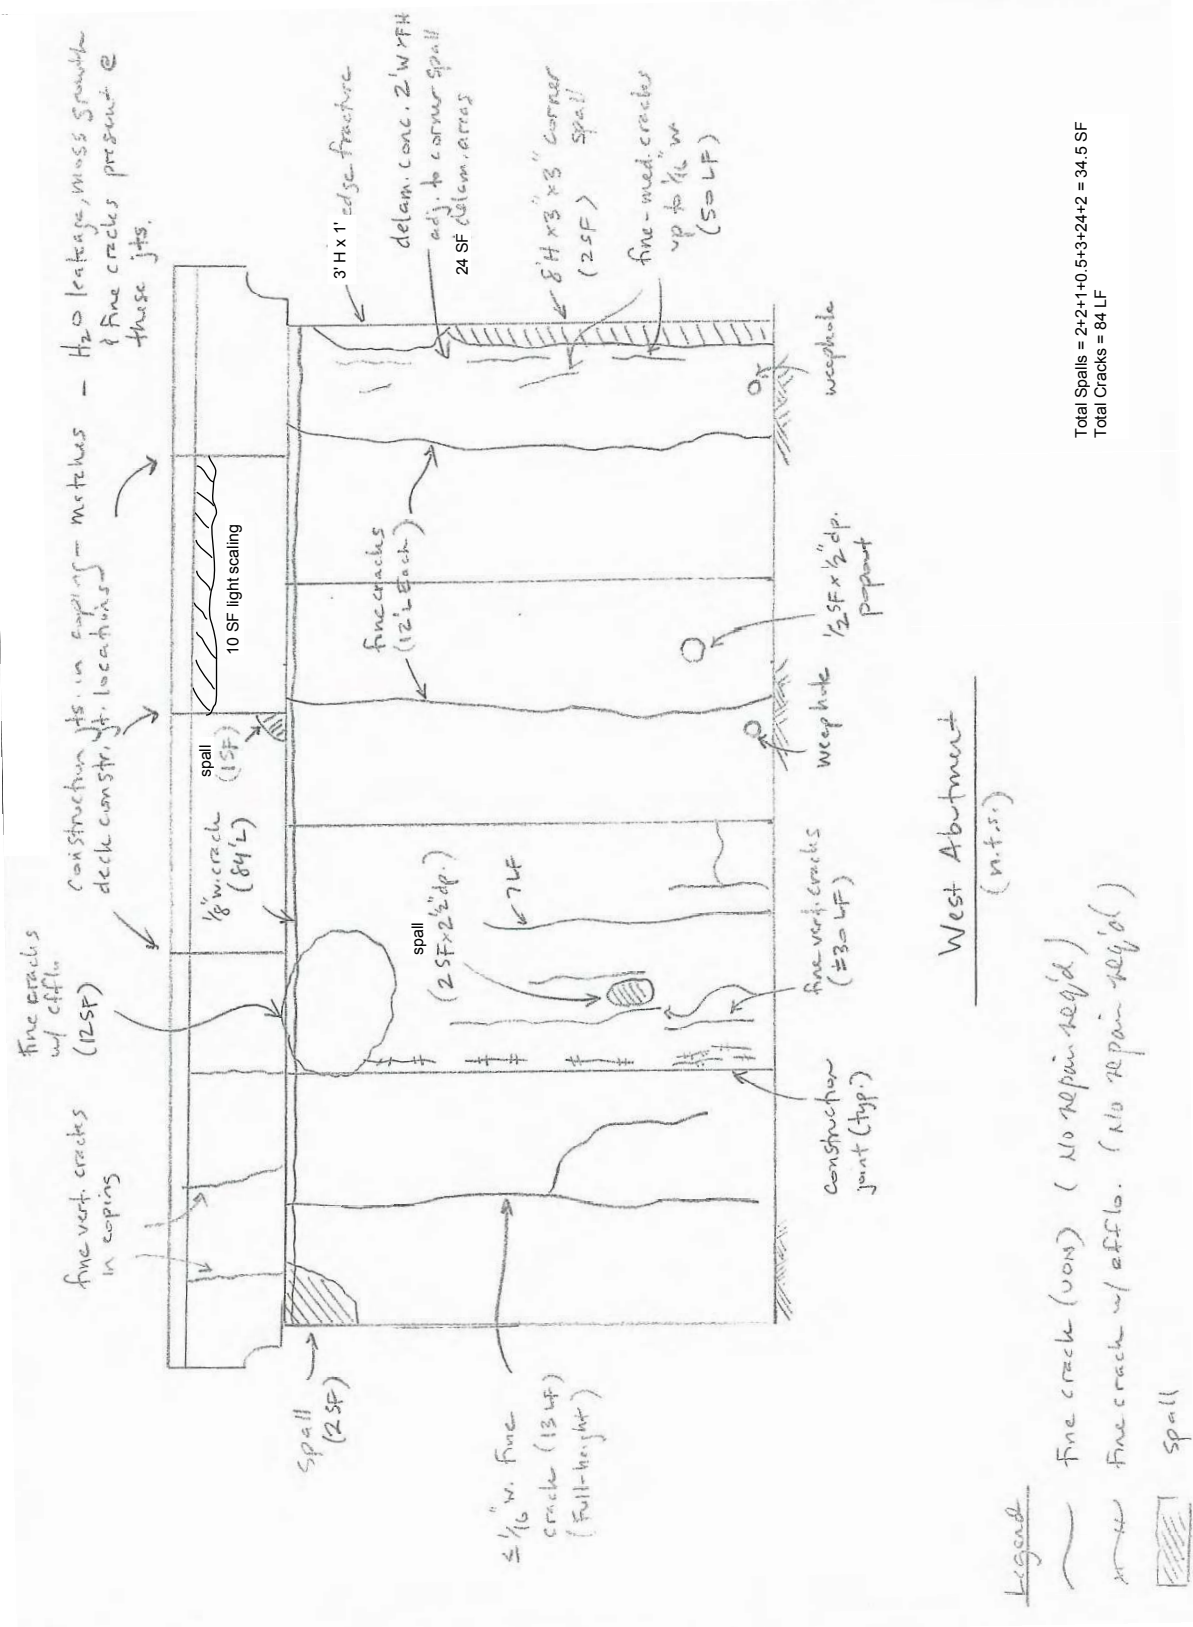 construction jts. in coping - matches
deck constr. jt. locations
- H2O leakage, moss growth
& fine cracks present @
these jts.
fine cracks
w/ efflo.
(12SF)
fine vert. cracks
in coping
1/8" w. crack
(84'L)
spall
(1SF)
10 SF light scaling
3' H x 1' edge fracture
delam. conc. 2'W x FH
adj. to corner spall
24 SF delam. areas
8'H x 3" x 3" corner
spall
(2SF)
fine-med. cracks
up to 1/16" w
(50 LF)
fine cracks
(12'L Each)
spall
(2SF x 2 1/2" dp.)
7 LF
Spall
(2SF)
≤ 1/16" w. fine
crack (13 LF)
(Full-height)
construction
joint (typ.)
fine vert. cracks
(±30 LF)
weephole
1/2 SF x 1/2" dp.
popout
weephole
West Abutment
(n.t.s.)
Total Spalls = 2+2+1+0.5+3+24+2 = 34.5 SF
Total Cracks = 84 LF
Legend
fine crack (UON) (No repair req'd)
fine crack w/ efflo. (No repair req'd)
spall